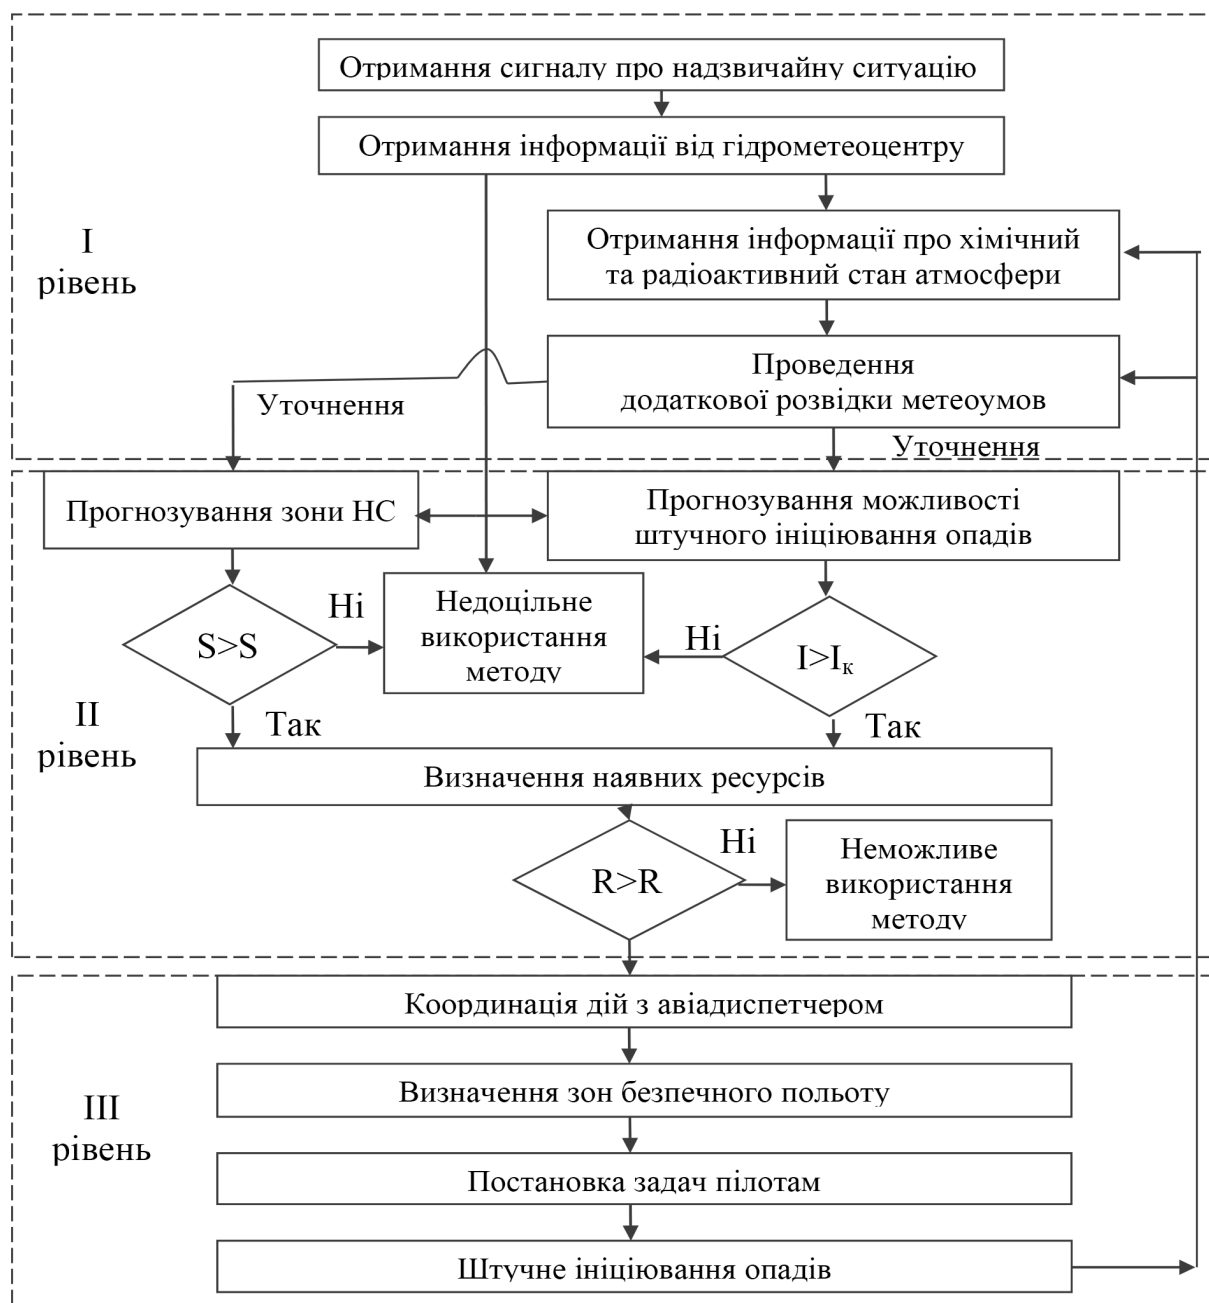 Отримання сигналу про надзвичайну ситуацію
Отримання інформації від гідрометеоцентру
I
рівень
Отримання інформації про хімічний
та радіоактивний стан атмосфери
Проведення
додаткової розвідки метеоумов
Уточнення
Уточнення
Прогнозування зони НС
Прогнозування можливості
штучного ініціювання опадів
S>S
Ні
Недоцільне
використання
методу
Ні
I>Iк
II
рівень
Так
Так
Визначення наявних ресурсів
R>R
Ні
Неможливе
використання
методу
III
рівень
Координація дій з авіадиспетчером
Визначення зон безпечного польоту
Постановка задач пілотам
Штучне ініціювання опадів